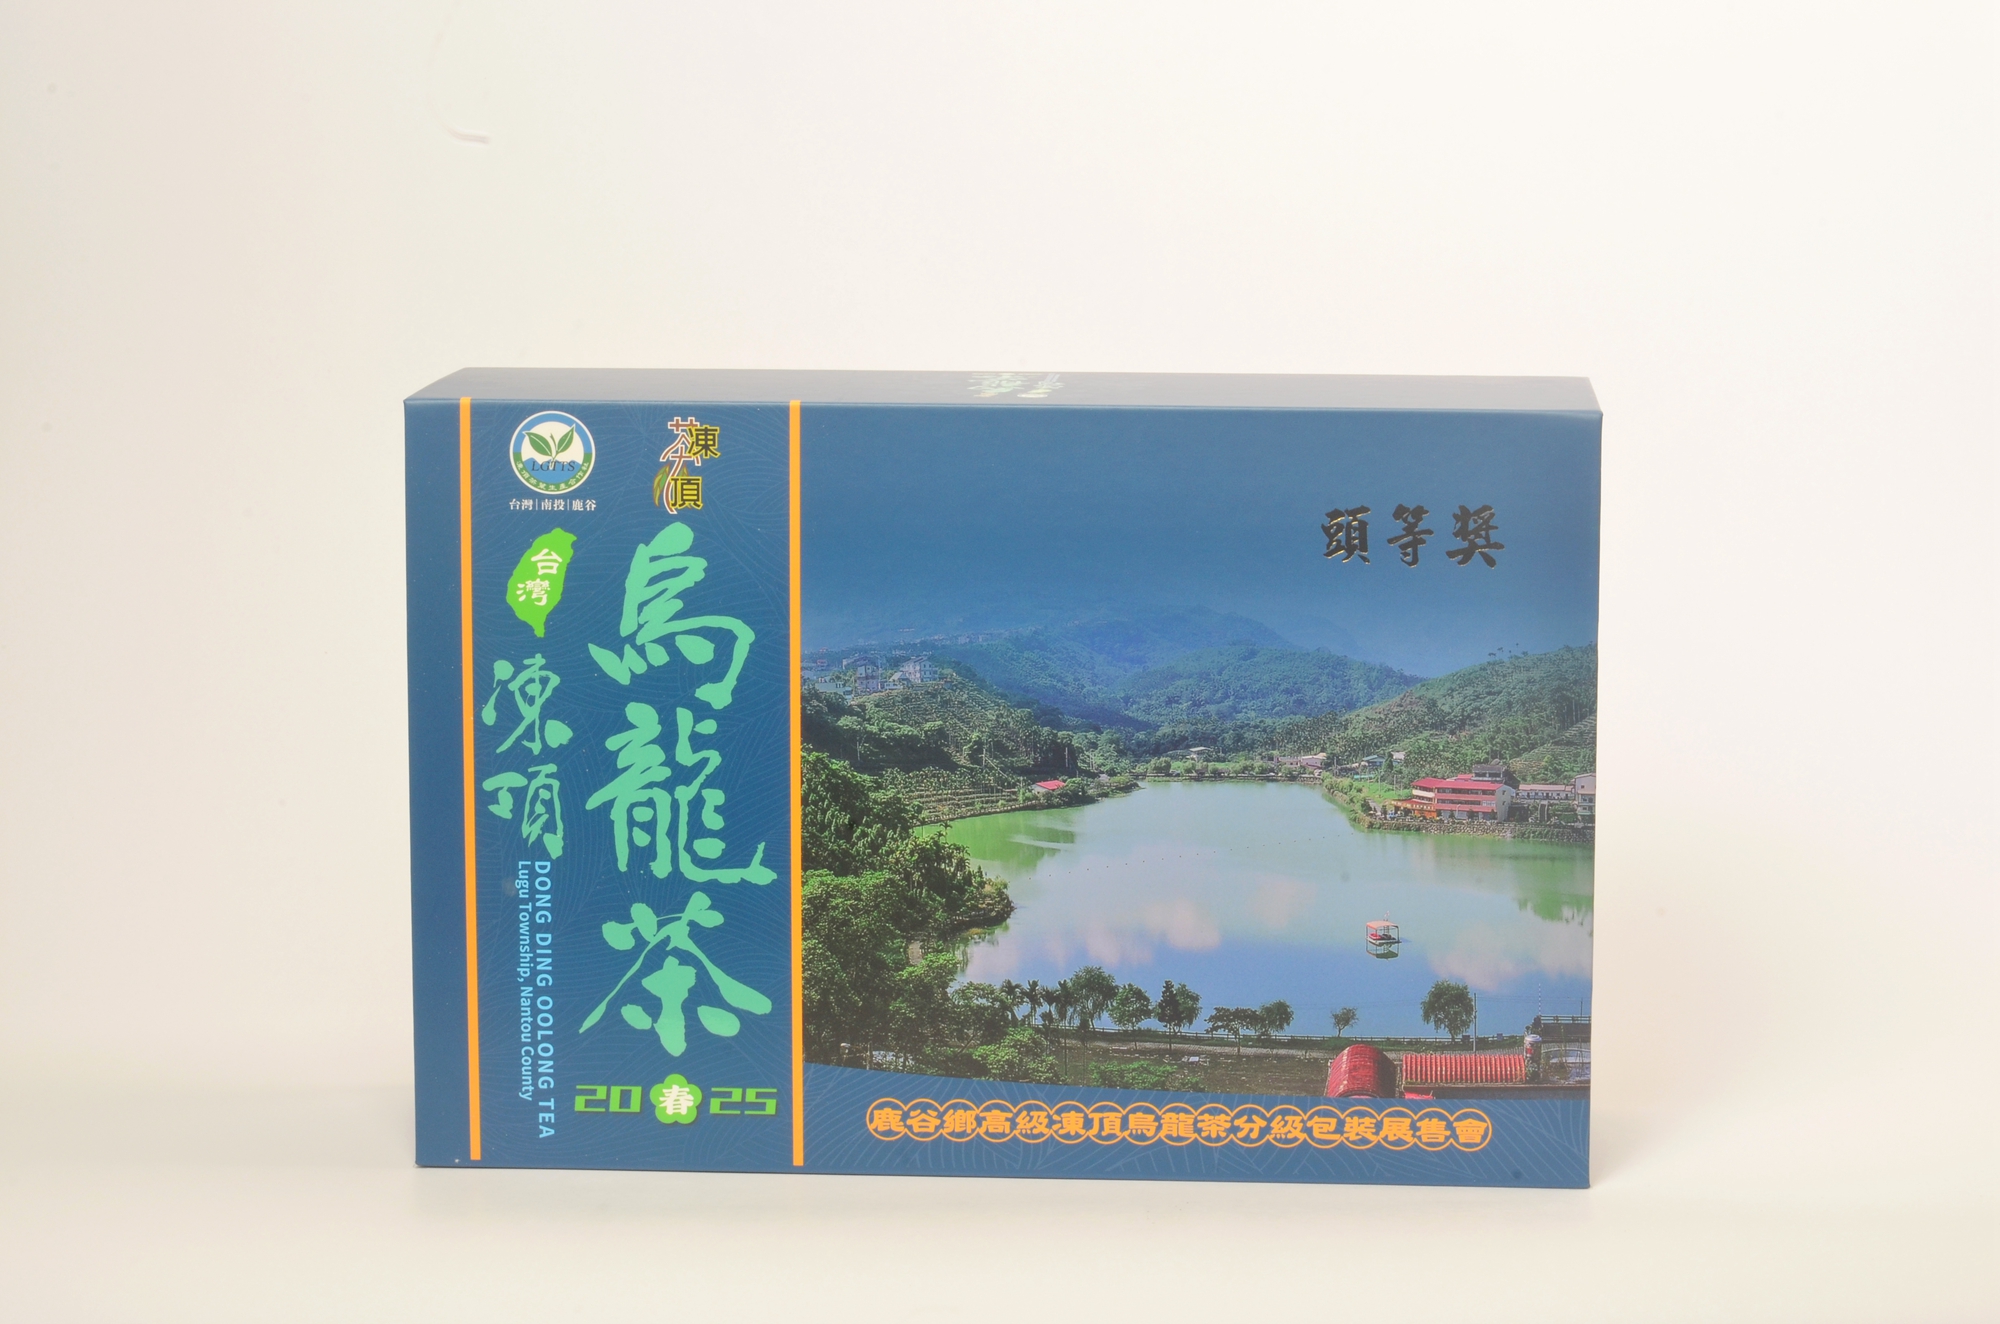 LGTTS
台灣|南投|鹿谷
凍頂
茶
台灣
凍頂
烏龍茶
DONG DING OOLONG TEA
Lugu Township, Nantou County
20春25
頭等獎
鹿谷鄉高級凍頂烏龍茶分級包裝展售會